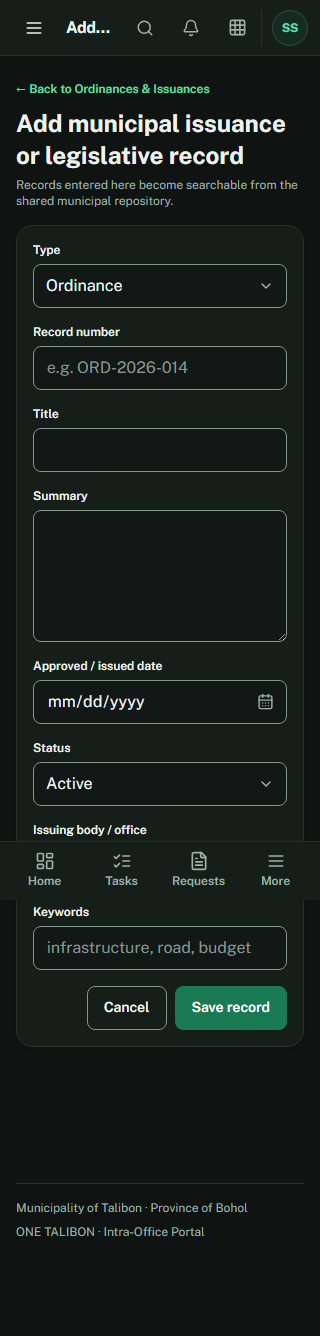 Add...
SS
← Back to Ordinances & Issuances
Add municipal issuance
or legislative record
Records entered here become searchable from the
shared municipal repository.
Type
Ordinance
Record number
e.g. ORD-2026-014
Title
Summary
Approved / issued date
mm/dd/yyyy
Status
Active
Issuing body / office
Home
Tasks
Requests
More
Keywords
infrastructure, road, budget
Cancel
Save record
Municipality of Talibon · Province of Bohol
ONE TALIBON · Intra-Office Portal